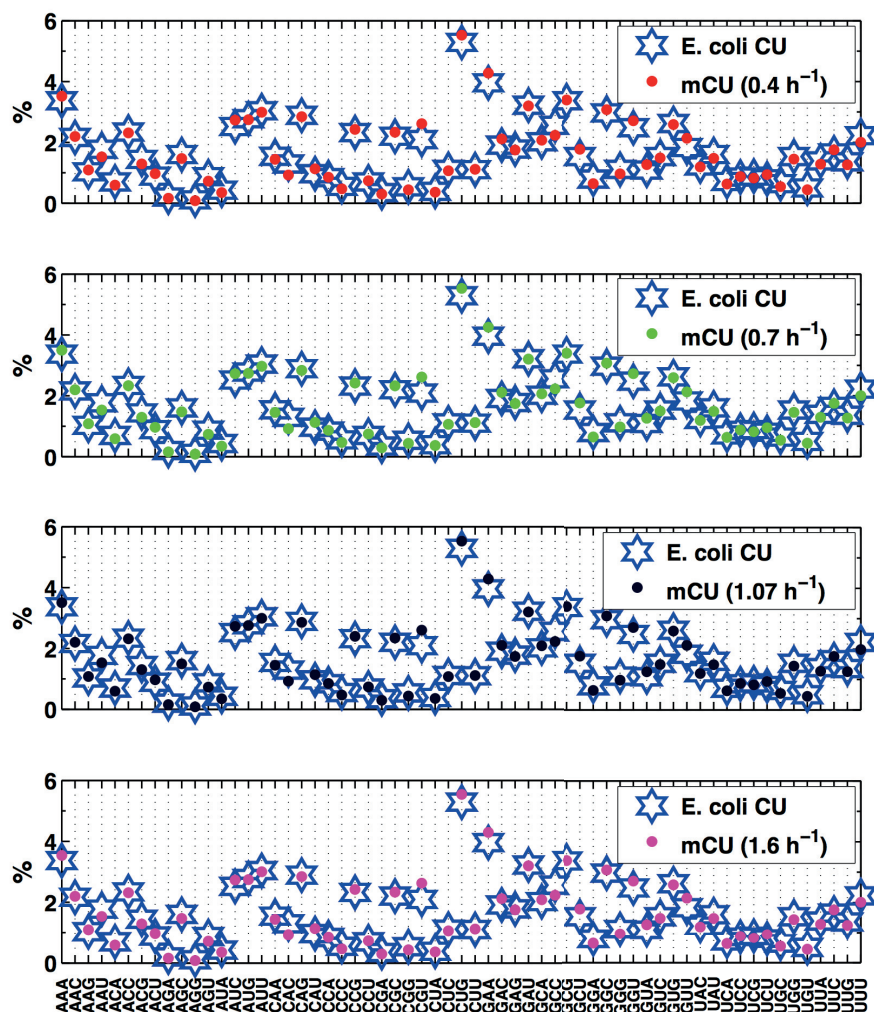 6
4
2
0
%
E. coli CU
mCU (0.4 h⁻¹)
6
4
2
0
%
E. coli CU
mCU (0.7 h⁻¹)
6
4
2
0
%
E. coli CU
mCU (1.07 h⁻¹)
6
4
2
0
%
E. coli CU
mCU (1.6 h⁻¹)
AAA
AAC
AAG
AAU
ACA
ACC
ACG
ACU
AGA
AGC
AGG
AGU
AUA
AUC
AUG
AUU
CAA
CAC
CAG
CAU
CCA
CCC
CCG
CCU
CGA
CGC
CGG
CGU
CUA
CUC
CUG
CUU
GAA
GAC
GAG
GAU
GCA
GCC
GCG
GCU
GGA
GGC
GGG
GGU
GUA
GUC
GUG
GUU
UAC
UAU
UCA
UCC
UCG
UCU
UGC
UGG
UGU
UUA
UUC
UUG
UUU